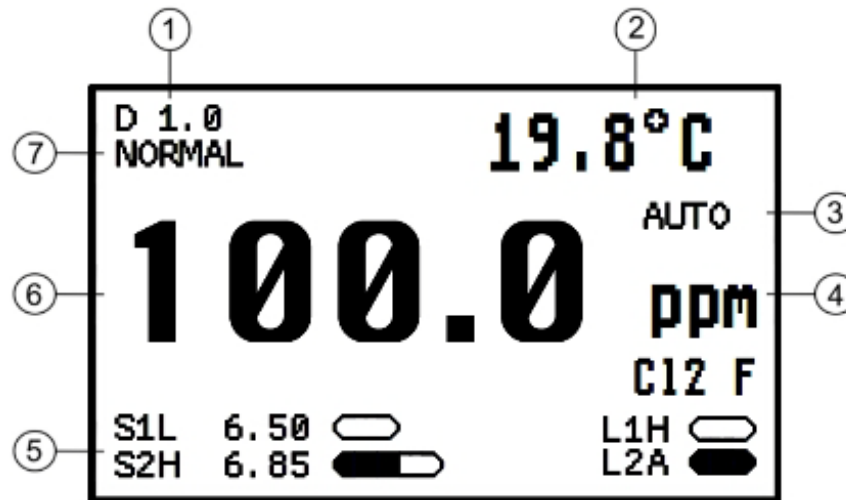 1
2
D 1.0
19.8°C
7
NORMAL
AUTO
3
6
100.0
ppm
4
Cl2 F
5
S1L 6.50
L1H
S2H 6.85
L2A